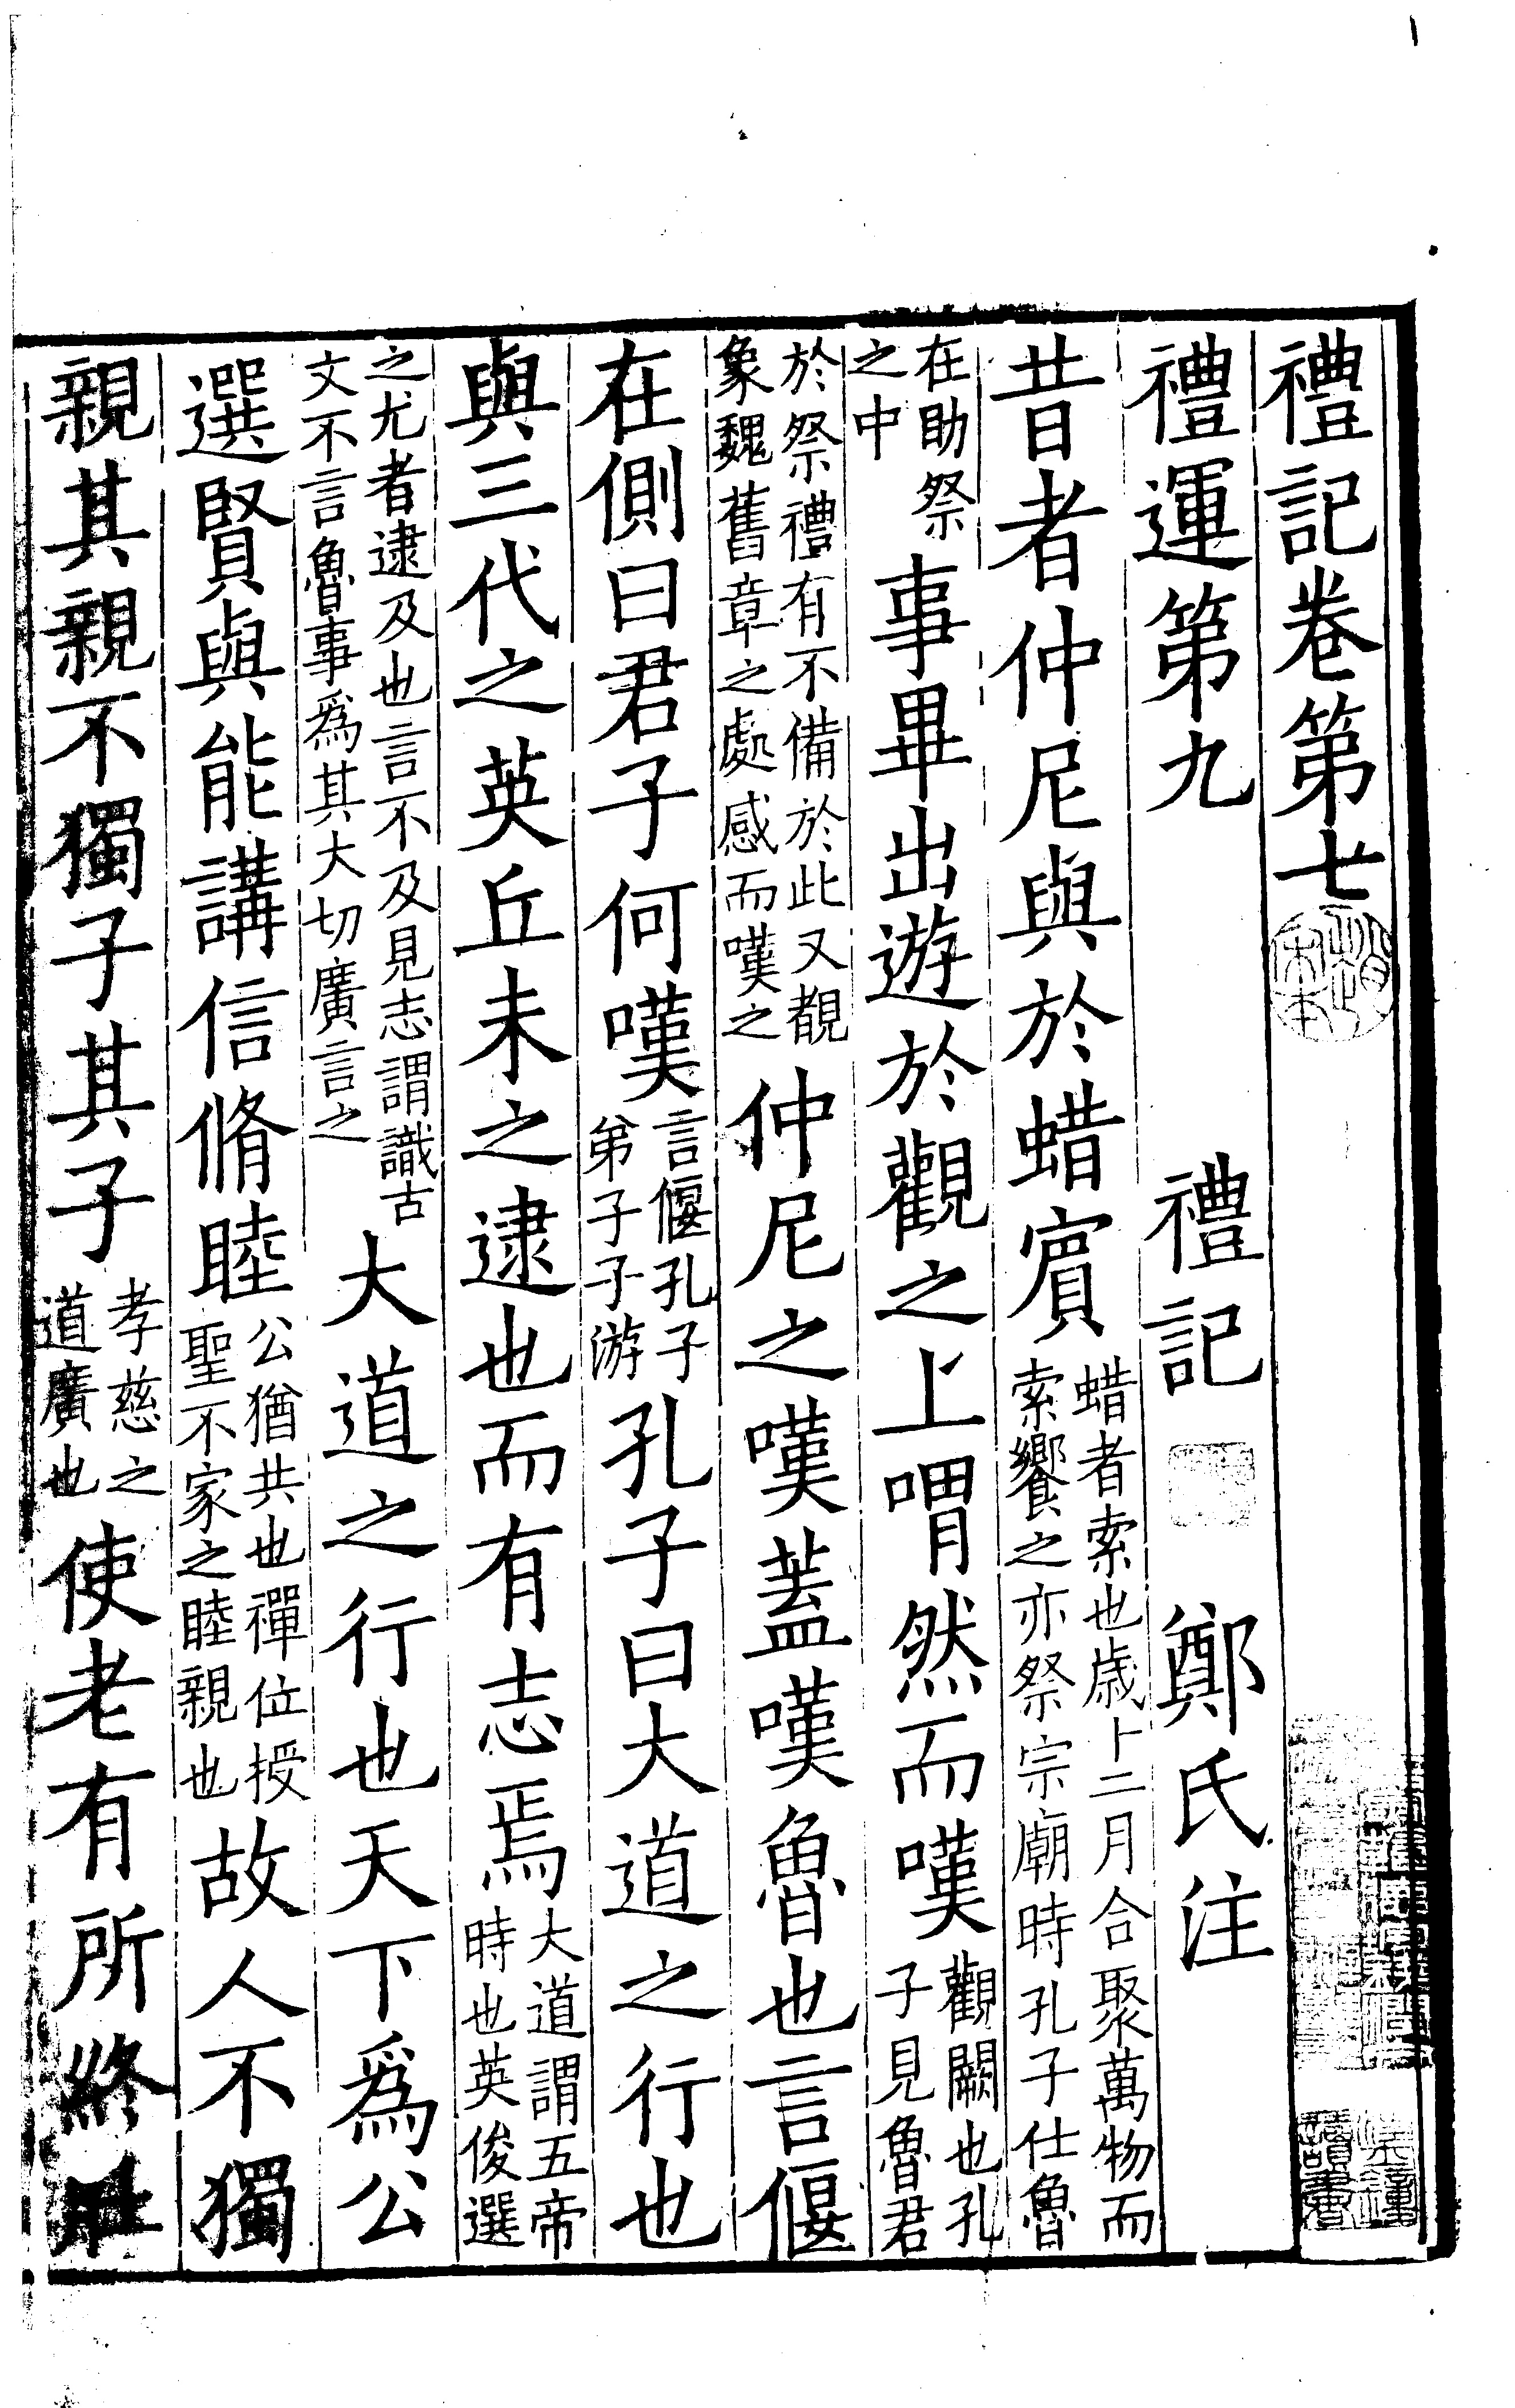 禮記卷第七
禮運第九 禮記 鄭氏注
昔者仲尼與於蜡賓蜡者索也歲十二月合聚萬物而索饗之亦祭宗廟時孔子仕魯
在助祭之中事畢出遊於觀之上喟然而嘆觀闕也孔子見魯君
於祭禮有不備於此又覩象魏舊章之處感而嘆之仲尼之嘆蓋嘆魯也言偃
在側曰君子何嘆言偃孔子弟子子游孔子曰大道之行也
與三代之英丘未之逮也而有志焉大道謂五帝時也英俊選
之尤者逮及也言不及見志謂識古文不言魯事爲其大切廣言之大道之行也天下爲公
選賢與能講信脩睦公猶共也禪位授聖不家之睦親也故人不獨
親其親不獨子其子孝慈之道廣也使老有所終壯